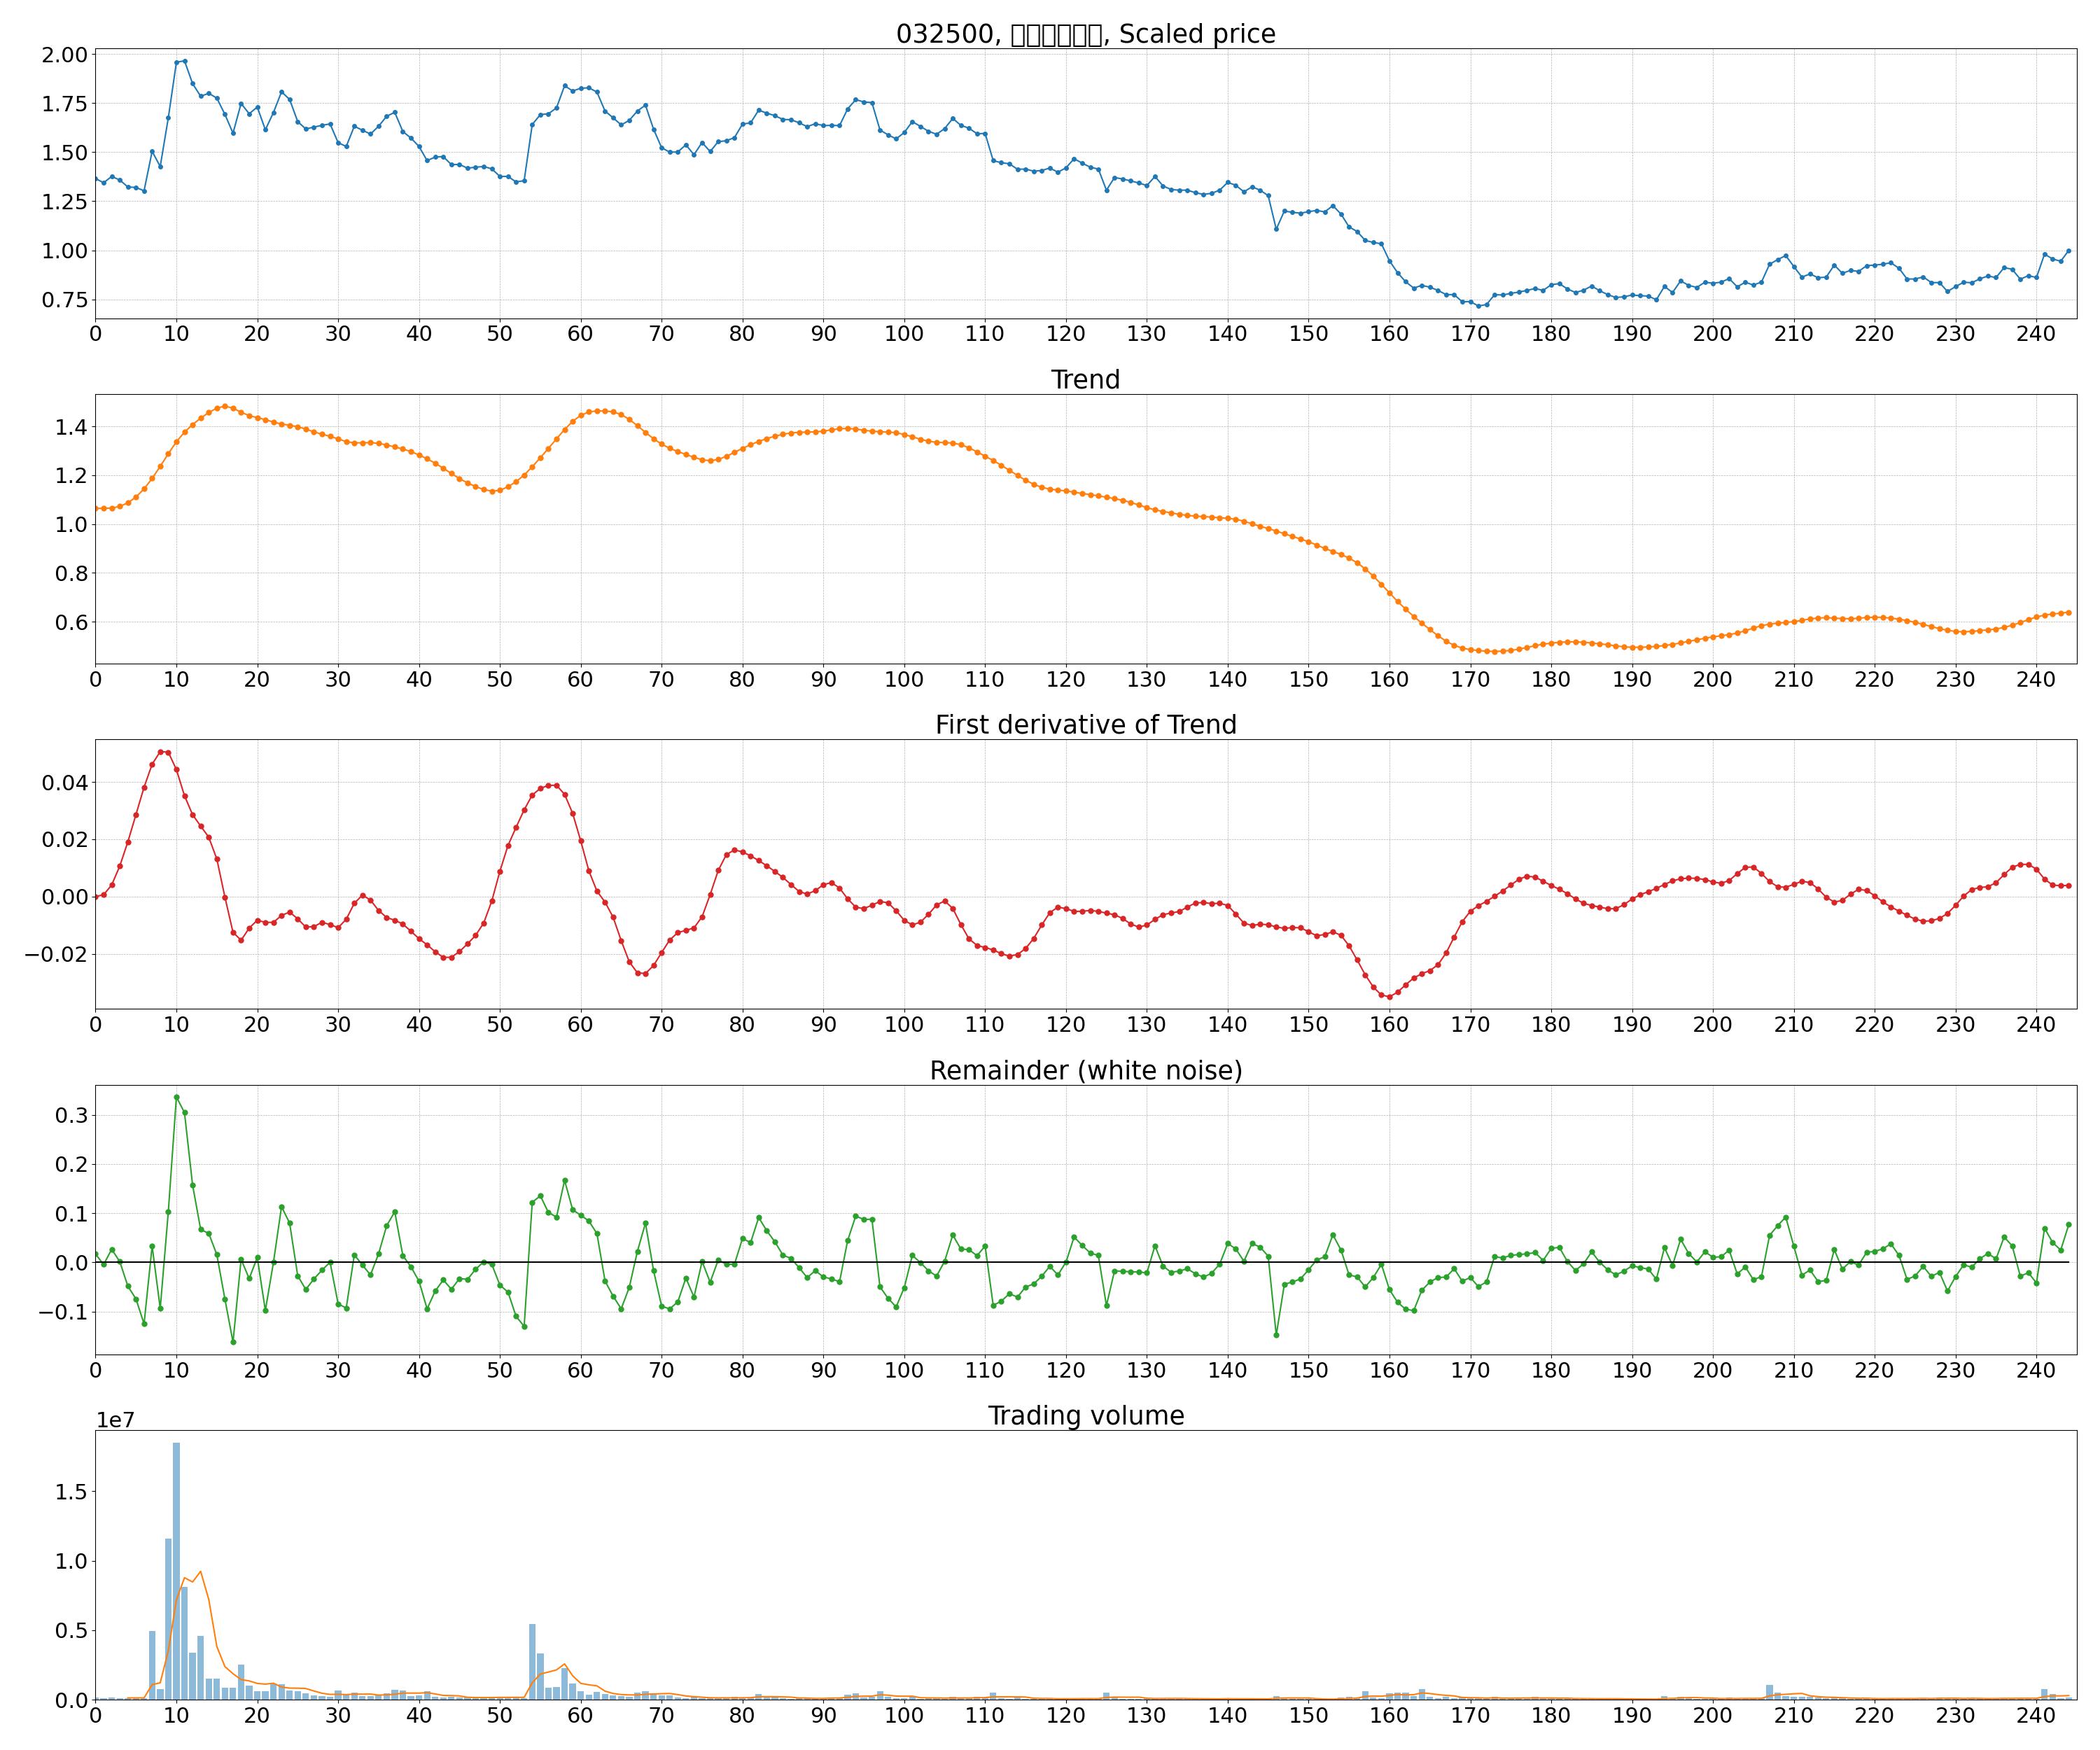 032500, □□□□□□, Scaled price
2.00
1.75
1.50
1.25
1.00
0.75
0 10 20 30 40 50 60 70 80 90 100 110 120 130 140 150 160 170 180 190 200 210 220 230 240
Trend
1.4
1.2
1.0
0.8
0.6
0 10 20 30 40 50 60 70 80 90 100 110 120 130 140 150 160 170 180 190 200 210 220 230 240
First derivative of Trend
0.04
0.02
0.00
−0.02
0 10 20 30 40 50 60 70 80 90 100 110 120 130 140 150 160 170 180 190 200 210 220 230 240
Remainder (white noise)
0.3
0.2
0.1
0.0
−0.1
0 10 20 30 40 50 60 70 80 90 100 110 120 130 140 150 160 170 180 190 200 210 220 230 240
1e7
Trading volume
1.5
1.0
0.5
0.0
0 10 20 30 40 50 60 70 80 90 100 110 120 130 140 150 160 170 180 190 200 210 220 230 240